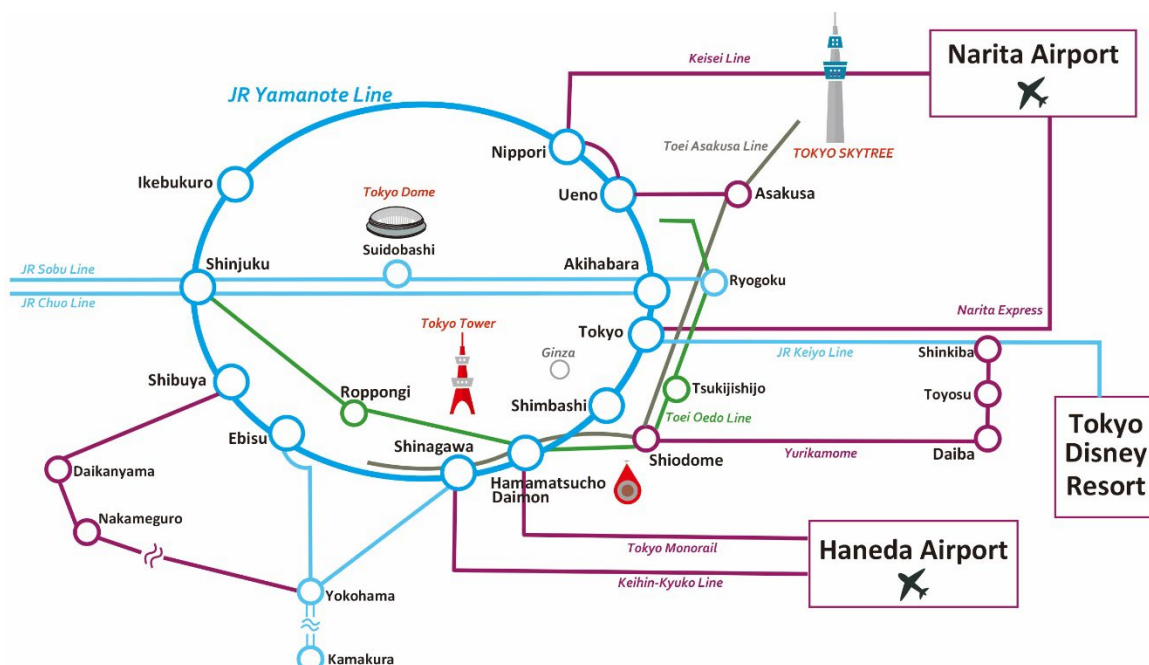 Keisei Line
Narita Airport
JR Yamanote Line
Nippori
Toei Asakusa Line
TOKYO SKYTREE
Ikebukuro
Tokyo Dome
Ueno
Asakusa
Suidobashi
Shinjuku
Akihabara
JR Sobu Line
Ryogoku
JR Chuo Line
Narita Express
Tokyo Tower
Tokyo
JR Keiyo Line
Shinkiba
Ginza
Shibuya
Roppongi
Tsukijishijo
Toyosu
Shimbashi
Toei Oedo Line
Ebisu
Shinagawa
Shiodome
Yurikamome
Daiba
Tokyo
Disney
Resort
Daikanyama
Hamamatsucho
Daimon
Nakameguro
Tokyo Monorail
Haneda Airport
Keihin-Kyuko Line
Yokohama
Kamakura